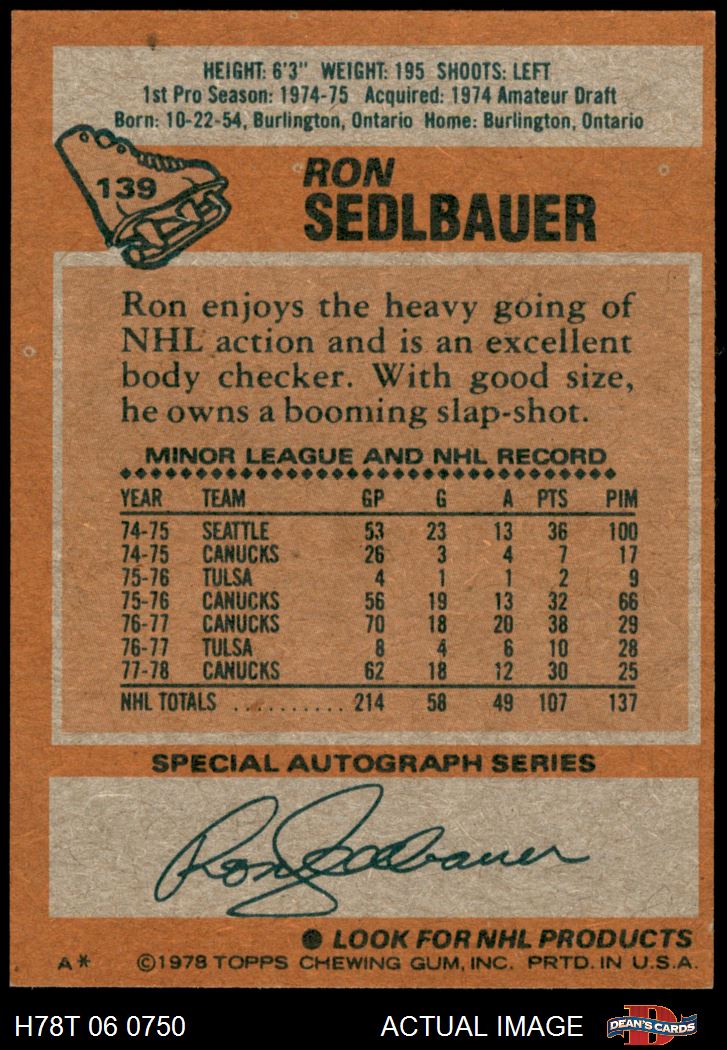 HEIGHT: 6'3" WEIGHT: 195 SHOOTS: LEFT
1st Pro Season: 1974-75 Acquired: 1974 Amateur Draft
Born: 10-22-54, Burlington, Ontario Home: Burlington, Ontario
139
RON
SEDLBAUER
Ron enjoys the heavy going of
NHL action and is an excellent
body checker. With good size,
he owns a booming slap-shot.
MINOR LEAGUE AND NHL RECORD
YEAR TEAM GP G A PTS PIM
74-75 SEATTLE 53 23 13 36 100
74-75 CANUCKS 26 3 4 7 17
75-76 TULSA 4 1 1 2 9
75-76 CANUCKS 56 19 13 32 66
76-77 CANUCKS 70 18 20 38 29
76-77 TULSA 8 4 6 10 28
77-78 CANUCKS 62 18 12 30 25
NHL TOTALS .......... 214 58 49 107 137
SPECIAL AUTOGRAPH SERIES
Ron Sedlbauer
● LOOK FOR NHL PRODUCTS
A* ©1978 TOPPS CHEWING GUM, INC. PRTD. IN U.S.A.
H78T 06 0750 ACTUAL IMAGE DEAN'S CARDS